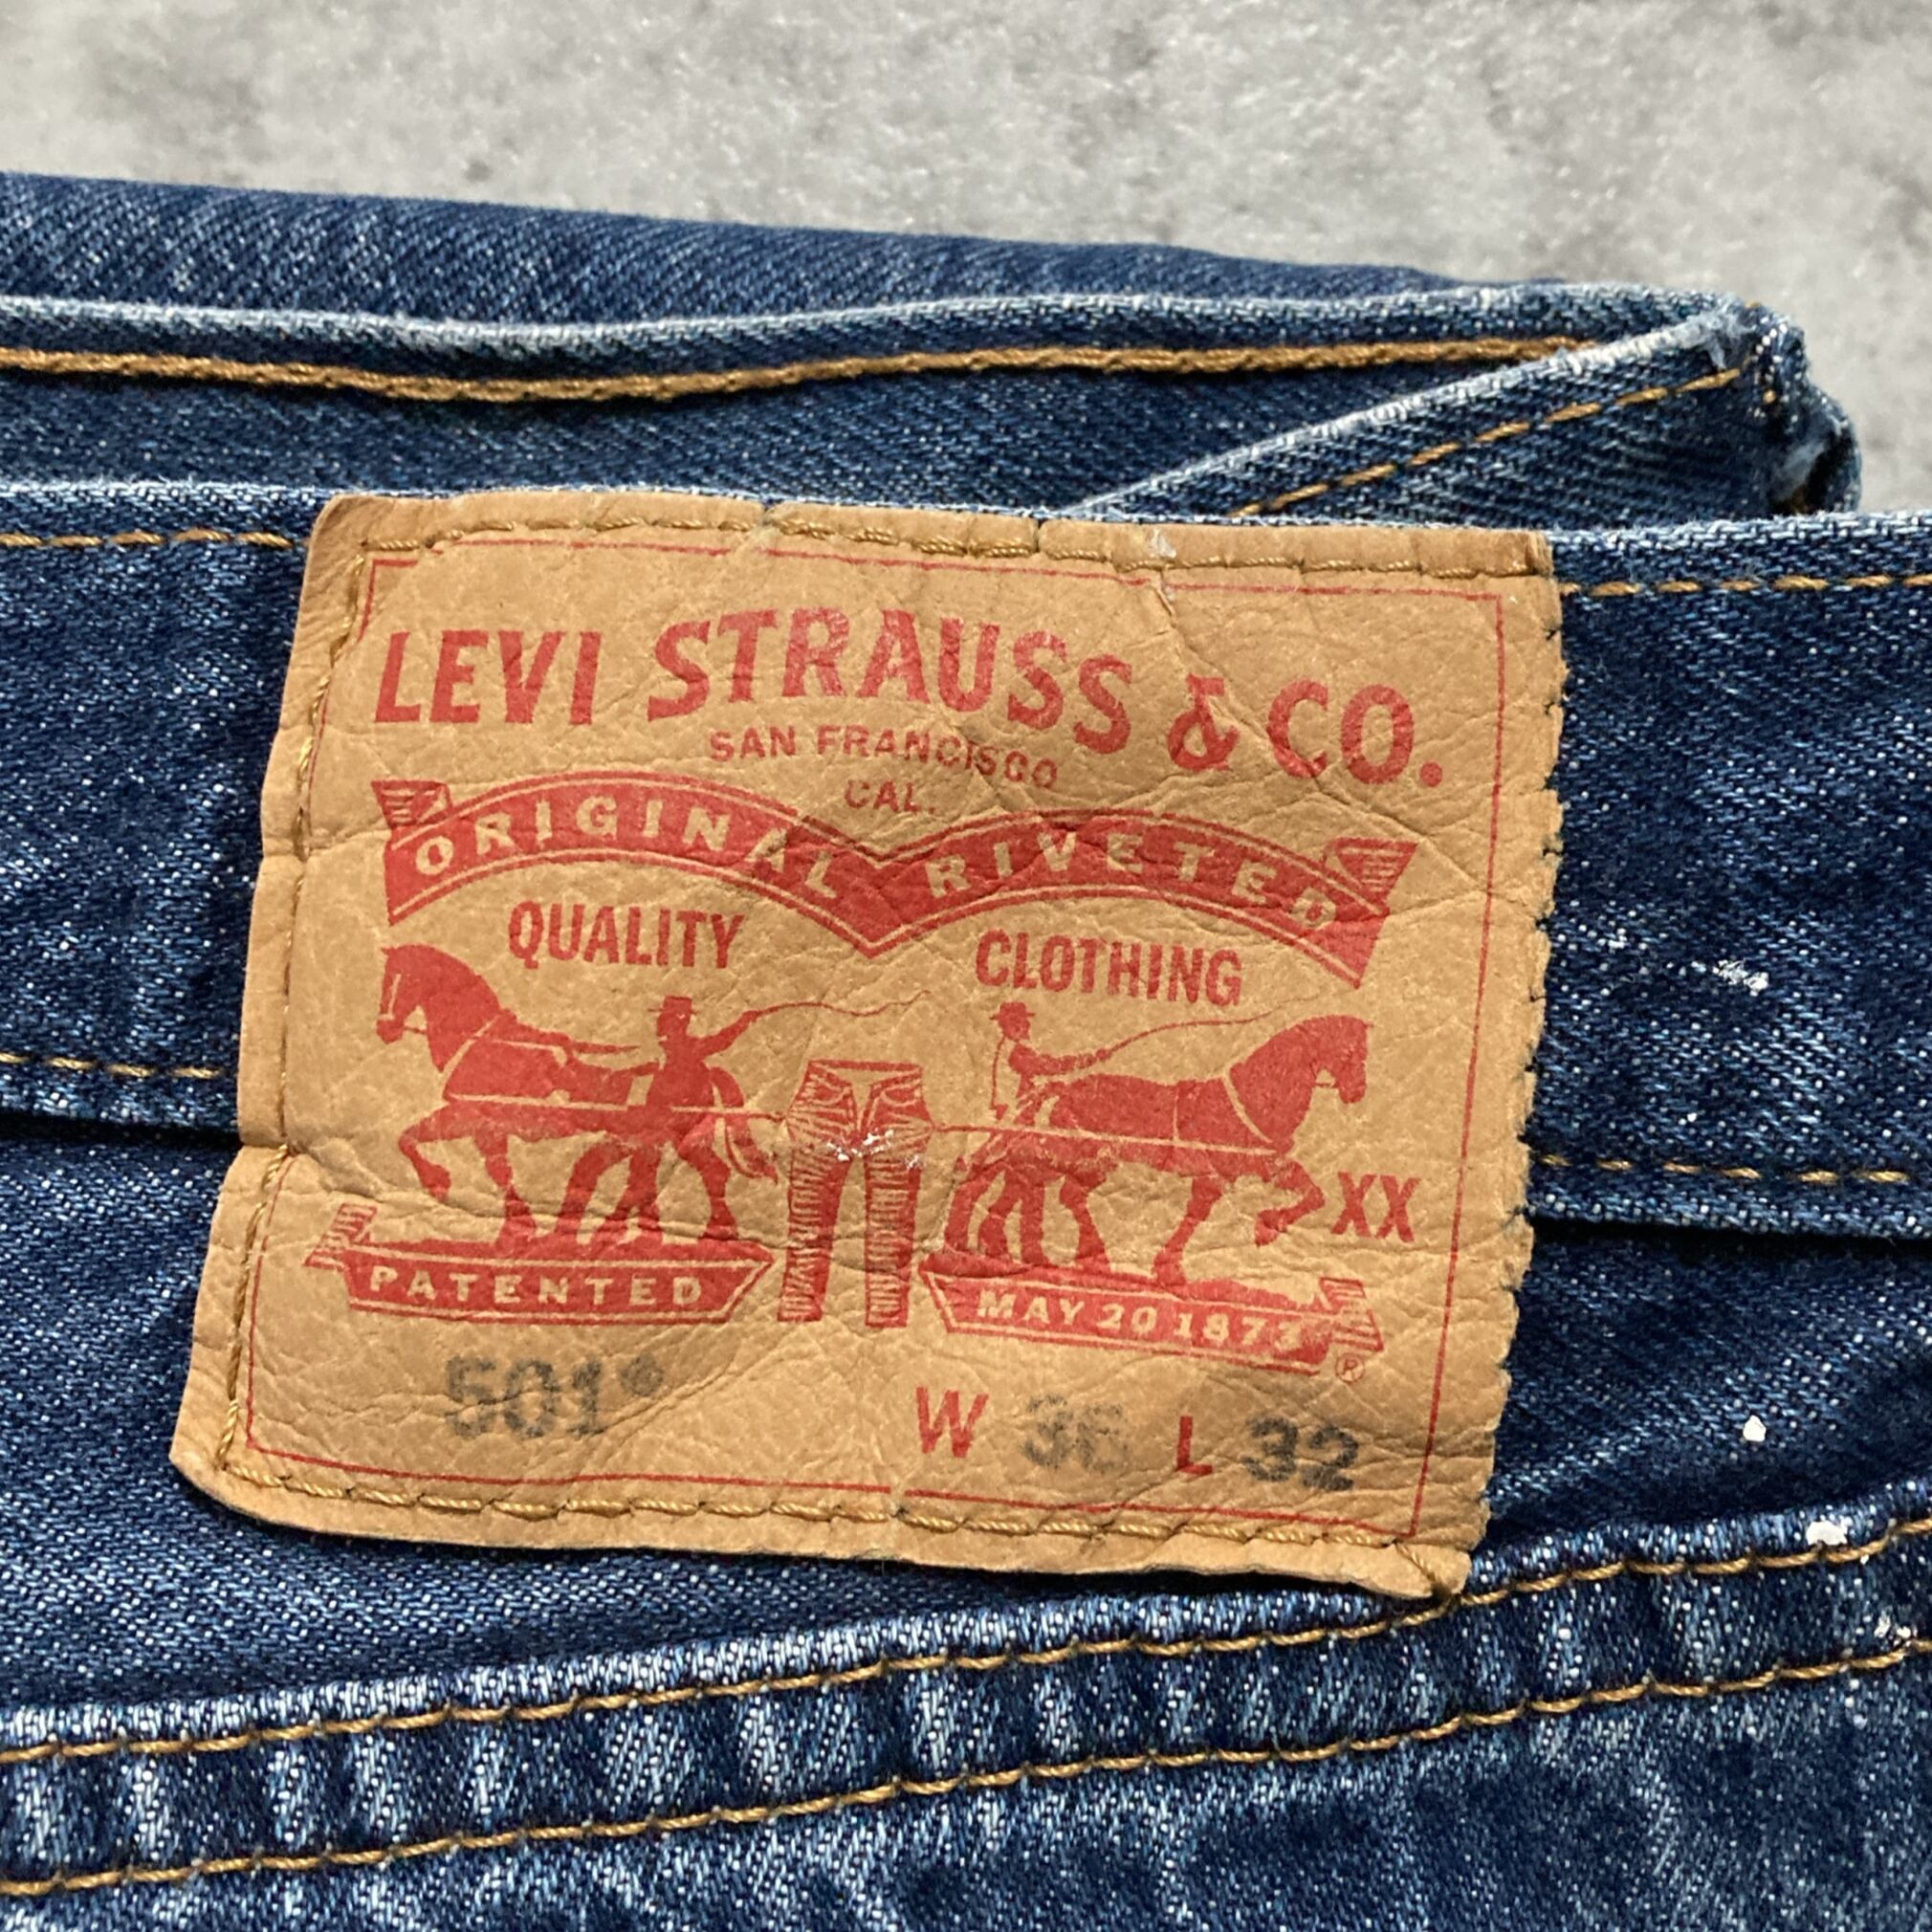 LEVI STRAUSS & CO.
SAN FRANCISCO
CAL.
ORIGINAL RIVETED
QUALITY CLOTHING
XX
PATENTED MAY 20 1873
®
501® W 36 L 32